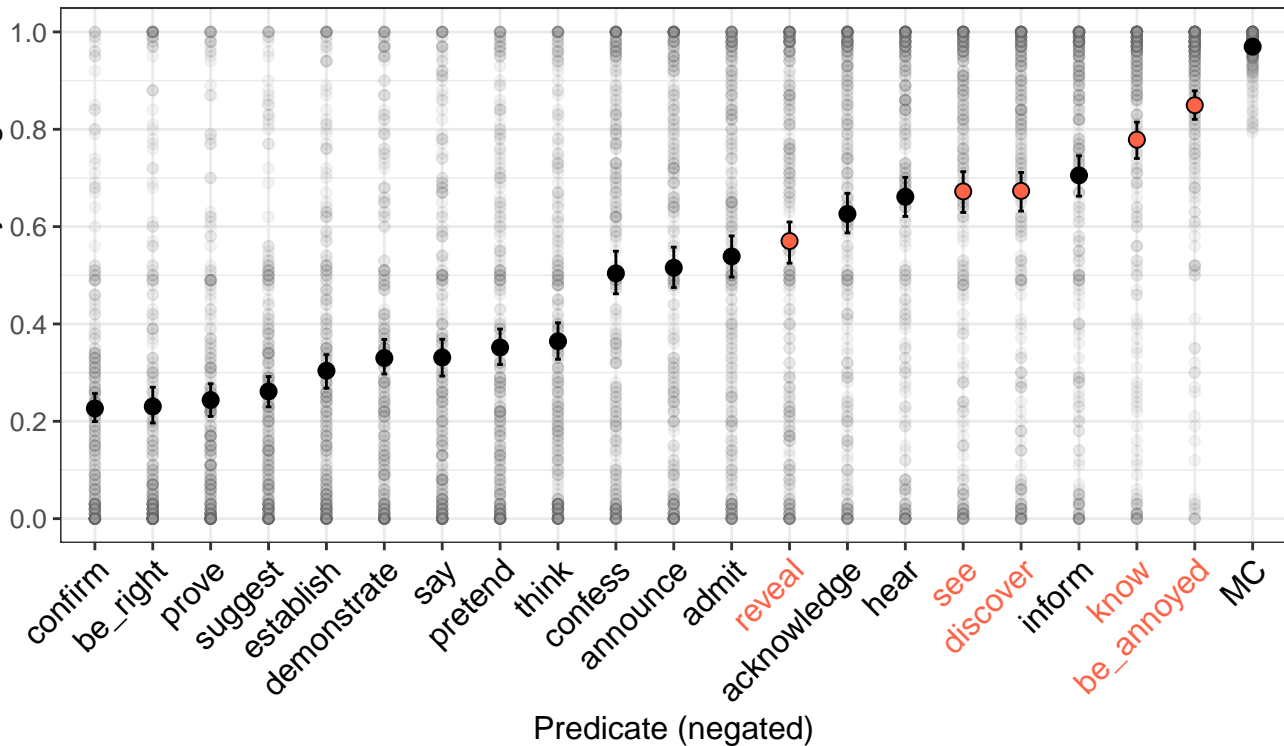 1.0
0.8
0.6
0.4
0.2
0.0
confirm
be_right
prove
suggest
establish
demonstrate
say
pretend
think
confess
announce
admit
reveal
acknowledge
hear
see
discover
inform
know
be_annoyed
MC
Predicate (negated)